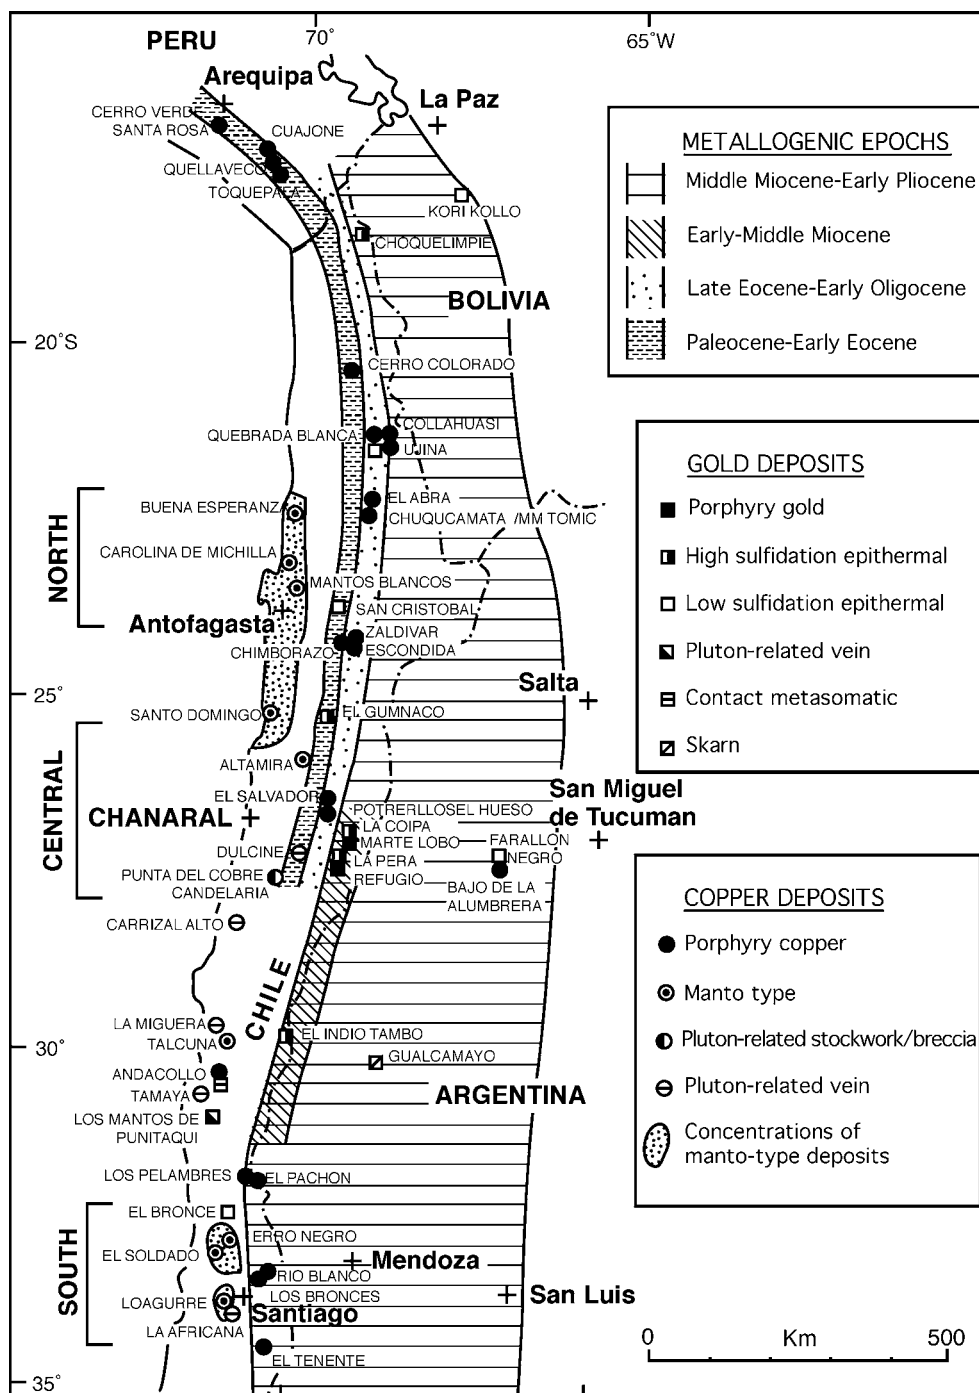 70°
65°W
PERU
Arequipa
La Paz
CERRO VERDE
SANTA ROSA
CUAJONE
QUELLAVECO
TOQUEPALA
KORI KOLLO
CHOQUELIMPIE
BOLIVIA
20°S
CERRO COLORADO
COLLAHUASI
QUEBRADA BLANCA
UJINA
EL ABRA
BUENA ESPERANZA
CHUQUCAMATA /MM TOMIC
NORTH
CAROLINA DE MICHILLA
MANTOS BLANCOS
SAN CRISTOBAL
Antofagasta
ZALDIVAR
CHIMBORAZO
ESCONDIDA
25°
Salta
SANTO DOMINGO
EL GUMNACO
ALTAMIRA
CENTRAL
EL SALVADOR
San Miguel
de Tucuman
POTRERLLOSEL HUESO
CHANARAL
LA COIPA
MARTE LOBO
FARALLON
NEGRO
DULCINE
LA PERA
REFUGIO
PUNTA DEL COBRE
CANDELARIA
BAJO DE LA
ALUMBRERA
CARRIZAL ALTO
CHILE
LA MIGUERA
TALCUNA
EL INDIO TAMBO
30°
GUALCAMAYO
ANDACOLLO
TAMAYA
ARGENTINA
LOS MANTOS DE
PUNITAQUI
LOS PELAMBRES
EL PACHON
EL BRONCE
SOUTH
ERRO NEGRO
EL SOLDADO
Mendoza
RIO BLANCO
LOS BRONCES
San Luis
LOAGURRE
Santiago
LA AFRICANA
EL TENENTE
35°
METALLOGENIC EPOCHS
Middle Miocene-Early Pliocene
Early-Middle Miocene
Late Eocene-Early Oligocene
Paleocene-Early Eocene
GOLD DEPOSITS
Porphyry gold
High sulfidation epithermal
Low sulfidation epithermal
Pluton-related vein
Contact metasomatic
Skarn
COPPER DEPOSITS
Porphyry copper
Manto type
Pluton-related stockwork/breccia
Pluton-related vein
Concentrations of
manto-type deposits
0 Km 500